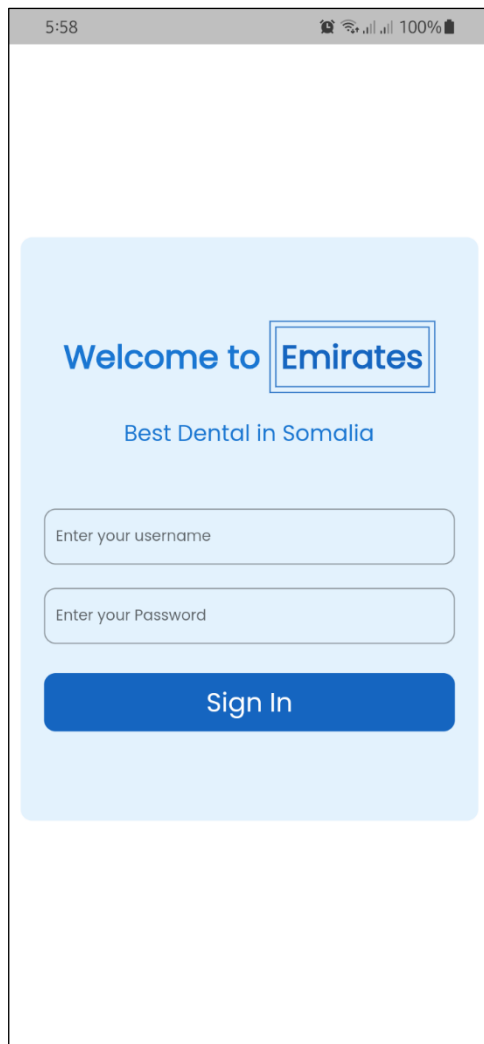 5:58 100%
Welcome to Emirates
Best Dental in Somalia
Enter your username
Enter your Password
Sign In